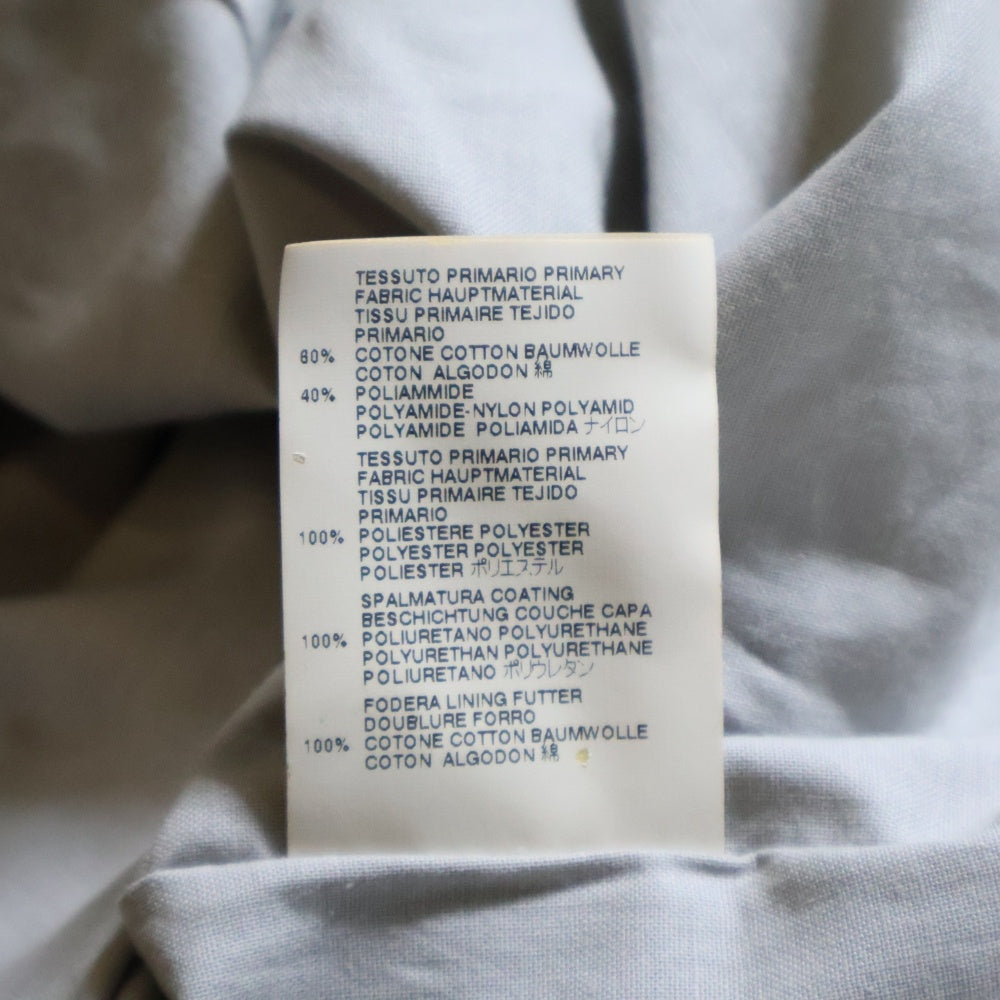 TESSUTO PRIMARIO PRIMARY
FABRIC HAUPTMATERIAL
TISSU PRIMAIRE TEJIDO
PRIMARIO
60% COTONE COTTON BAUMWOLLE
COTON ALGODON 綿
40% POLIAMMIDE
POLYAMIDE-NYLON POLYAMID
POLYAMIDE POLIAMIDA ナイロン
TESSUTO PRIMARIO PRIMARY
FABRIC HAUPTMATERIAL
TISSU PRIMAIRE TEJIDO
PRIMARIO
100% POLIESTERE POLYESTER
POLYESTER POLYESTER
POLIESTER ポリエステル
SPALMATURA COATING
BESCHICHTUNG COUCHE CAPA
100% POLIURETANO POLYURETHANE
POLYURETHAN POLYURETHANE
POLIURETANO ポリウレタン
FODERA LINING FUTTER
DOUBLURE FORRO
100% COTONE COTTON BAUMWOLLE
COTON ALGODON 綿